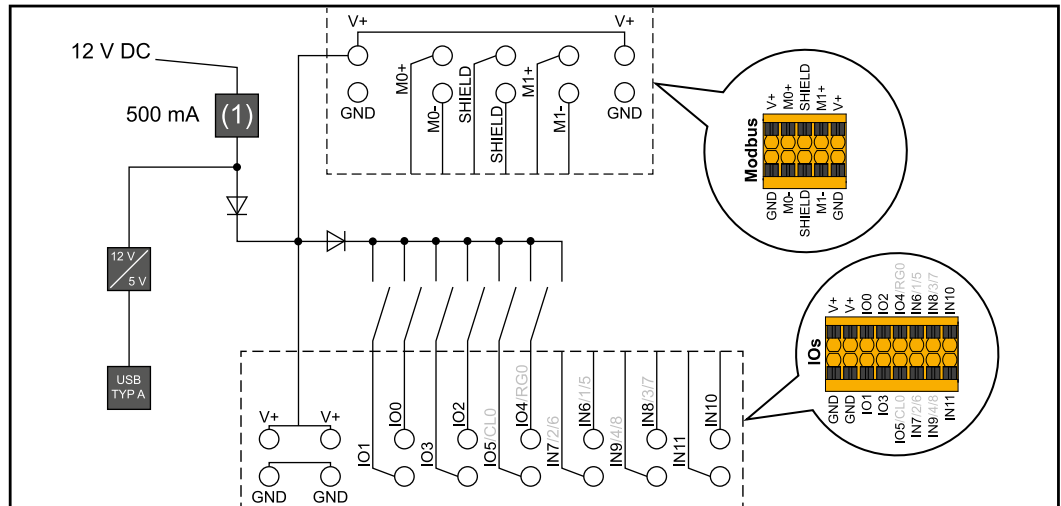 12 V DC
500 mA
(1)
12 V
5 V
USB
TYP A
V+
V+
GND
GND
M0+
M0-
SHIELD
SHIELD
M1+
M1-
V+
M0+
SHIELD
M1+
V+
Modbus
GND
M0-
SHIELD
M1-
GND
V+
V+
GND
GND
IO1
IO0
IO3
IO2
IO5/CL0
IO4/RG0
IN7/2/6
IN6/1/5
IN9/4/8
IN8/3/7
IN11
IN10
V+
V+
IO0
IO2
IO4/RG0
IN6/1/5
IN8/3/7
IN10
IOs
GND
GND
IO1
IO3
IO5/CL0
IN7/2/6
IN9/4/8
IN11